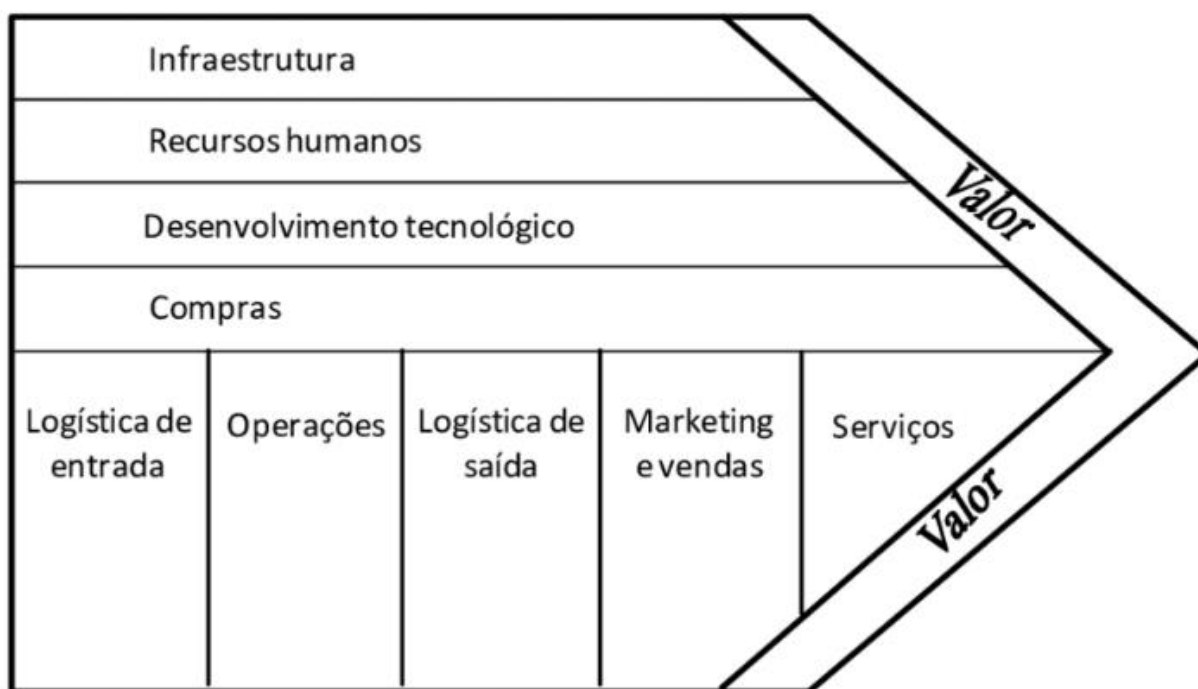 Infraestrutura
Recursos humanos
Desenvolvimento tecnológico
Compras
Valor
Logística de
entrada
Operações
Logística de
saída
Marketing
e vendas
Serviços
Valor